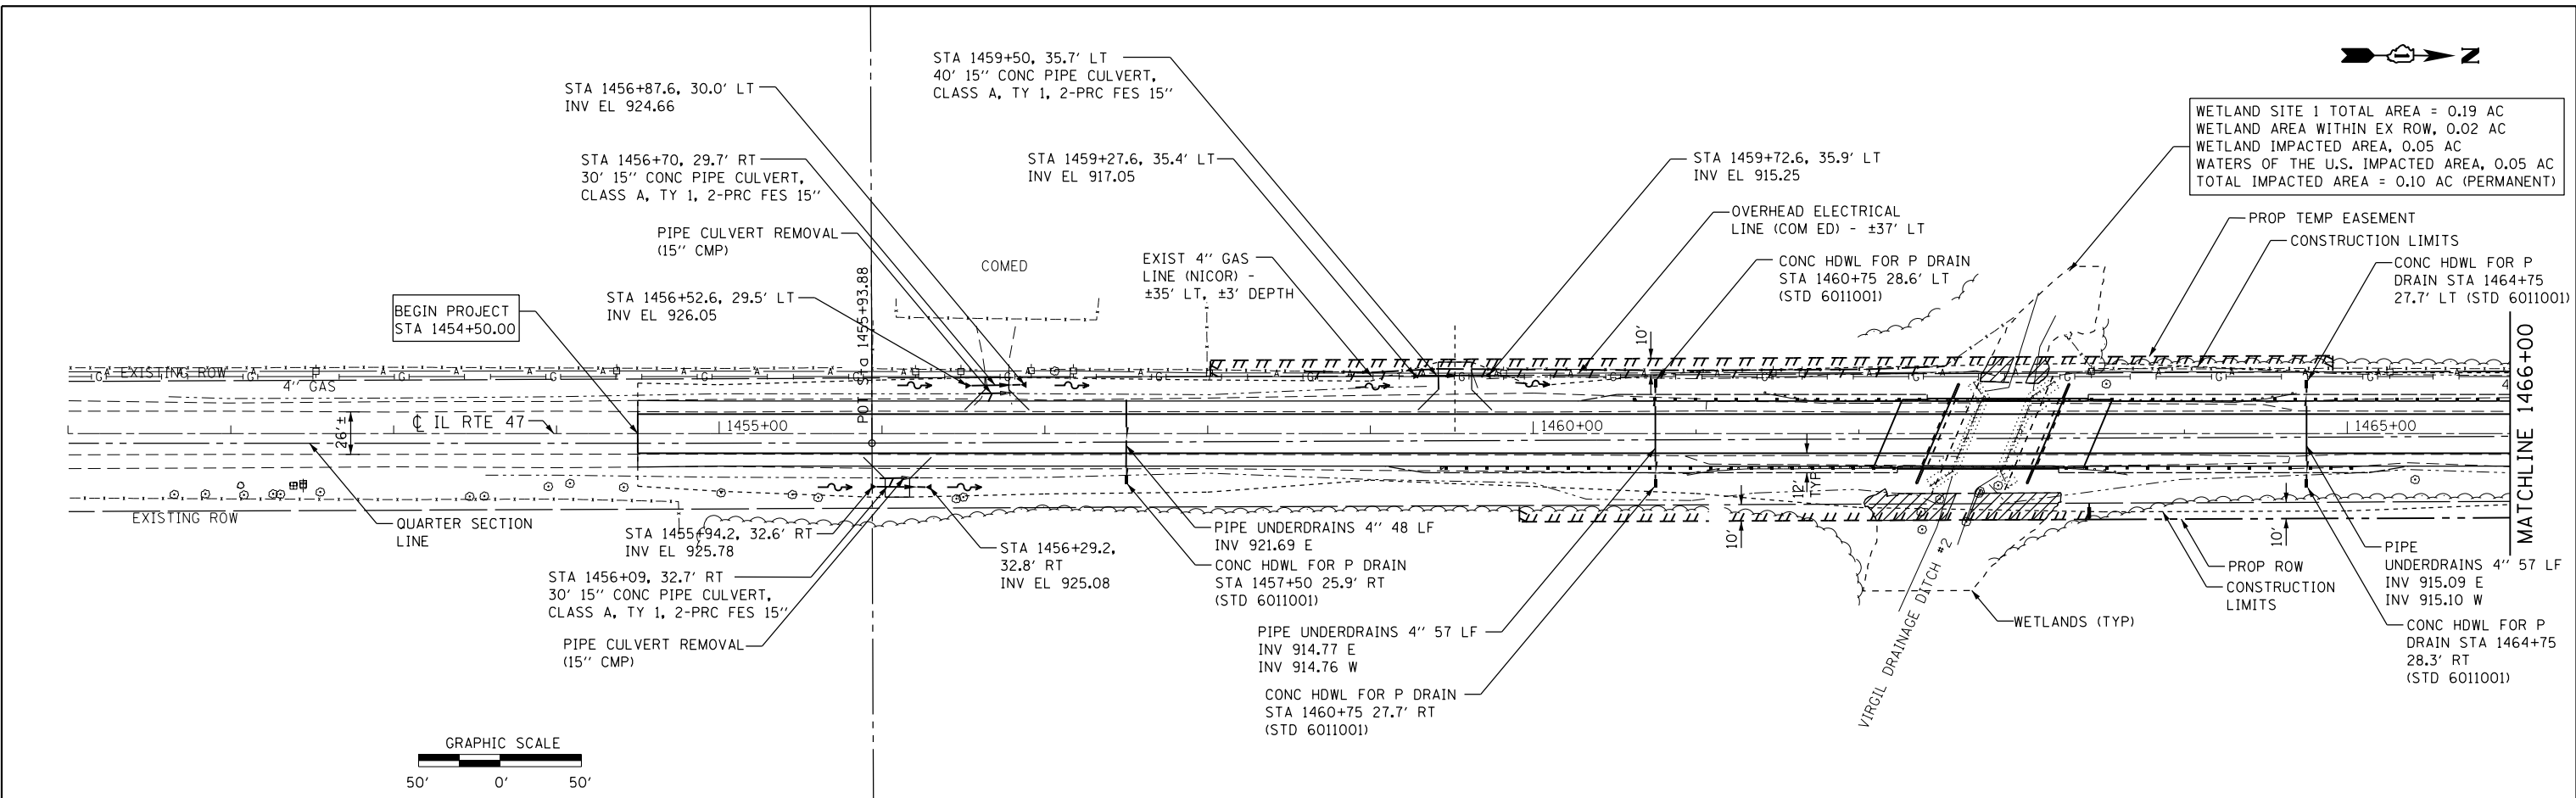 STA 1459+50, 35.7' LT
40' 15'' CONC PIPE CULVERT,
CLASS A, TY 1, 2-PRC FES 15''
N
STA 1456+87.6, 30.0' LT
INV EL 924.66
WETLAND SITE 1 TOTAL AREA = 0.19 AC
WETLAND AREA WITHIN EX ROW, 0.02 AC
WETLAND IMPACTED AREA, 0.05 AC
WATERS OF THE U.S. IMPACTED AREA, 0.05 AC
TOTAL IMPACTED AREA = 0.10 AC (PERMANENT)
STA 1456+70, 29.7' RT
30' 15'' CONC PIPE CULVERT,
CLASS A, TY 1, 2-PRC FES 15''
STA 1459+27.6, 35.4' LT
INV EL 917.05
STA 1459+72.6, 35.9' LT
INV EL 915.25
OVERHEAD ELECTRICAL
LINE (COM ED) - ±37' LT
PROP TEMP EASEMENT
CONSTRUCTION LIMITS
PIPE CULVERT REMOVAL
(15'' CMP)
COMED
EXIST 4'' GAS
LINE (NICOR) -
±35' LT, ±3' DEPTH
CONC HDWL FOR P DRAIN
STA 1460+75 28.6' LT
(STD 6011001)
CONC HDWL FOR P
DRAIN STA 1464+75
27.7' LT (STD 6011001)
BEGIN PROJECT
STA 1454+50.00
STA 1456+52.6, 29.5' LT
INV EL 926.05
POT Sta 1455+93.88
10'
EXISTING ROW
4'' GAS
MATCHLINE 1466+00
26'±
℄ IL RTE 47
1455+00
1460+00
1465+00
12'
TYP
EXISTING ROW
QUARTER SECTION
LINE
STA 1455+94.2, 32.6' RT
INV EL 925.78
STA 1456+29.2,
32.8' RT
INV EL 925.08
PIPE UNDERDRAINS 4'' 48 LF
INV 921.69 E
CONC HDWL FOR P DRAIN
STA 1457+50 25.9' RT
(STD 6011001)
10'
10'
STA 1456+09, 32.7' RT
30' 15'' CONC PIPE CULVERT,
CLASS A, TY 1, 2-PRC FES 15''
PIPE CULVERT REMOVAL
(15'' CMP)
PIPE UNDERDRAINS 4'' 57 LF
INV 914.77 E
INV 914.76 W
CONC HDWL FOR P DRAIN
STA 1460+75 27.7' RT
(STD 6011001)
VIRGIL DRAINAGE DITCH #2
WETLANDS (TYP)
PROP ROW
CONSTRUCTION
LIMITS
PIPE
UNDERDRAINS 4'' 57 LF
INV 915.09 E
INV 915.10 W
CONC HDWL FOR P
DRAIN STA 1464+75
28.3' RT
(STD 6011001)
GRAPHIC SCALE
50' 0' 50'